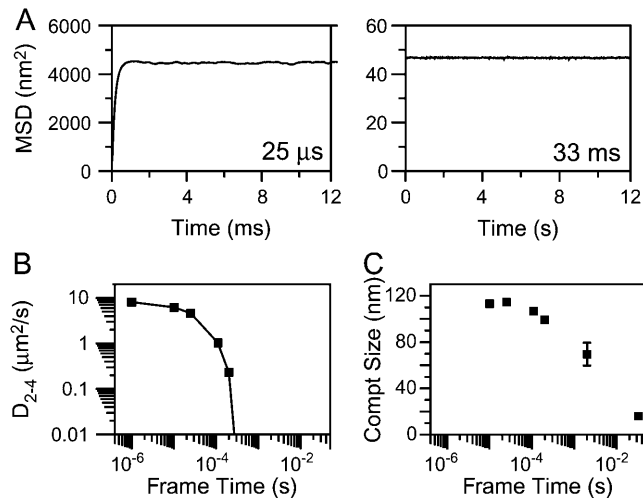 A
MSD (nm²)
6000
4000
2000
0
25 μs
0 4 8 12
Time (ms)
60
40
20
0
33 ms
0 4 8 12
Time (s)
B
D₂₋₄ (μm²/s)
10
1
0.1
0.01
10⁻⁶ 10⁻⁴ 10⁻²
Frame Time (s)
C
Compt Size (nm)
120
80
40
0
10⁻⁶ 10⁻⁴ 10⁻²
Frame Time (s)